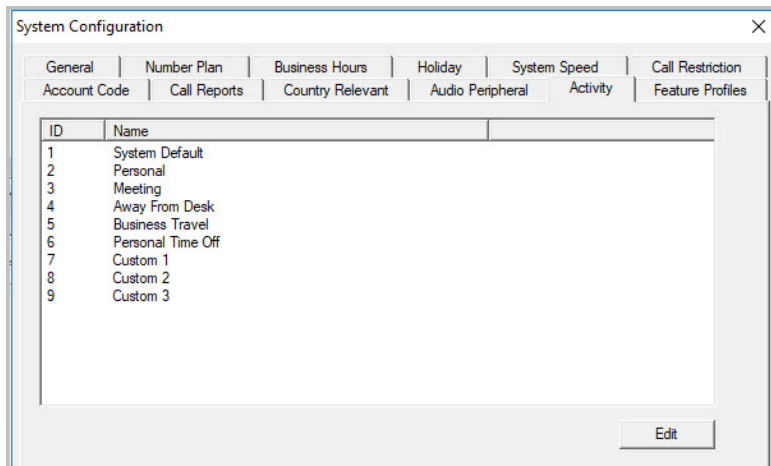 System Configuration
General Number Plan Business Hours Holiday System Speed Call Restriction
Account Code Call Reports Country Relevant Audio Peripheral Activity Feature Profiles
ID Name
1 System Default
2 Personal
3 Meeting
4 Away From Desk
5 Business Travel
6 Personal Time Off
7 Custom 1
8 Custom 2
9 Custom 3
Edit